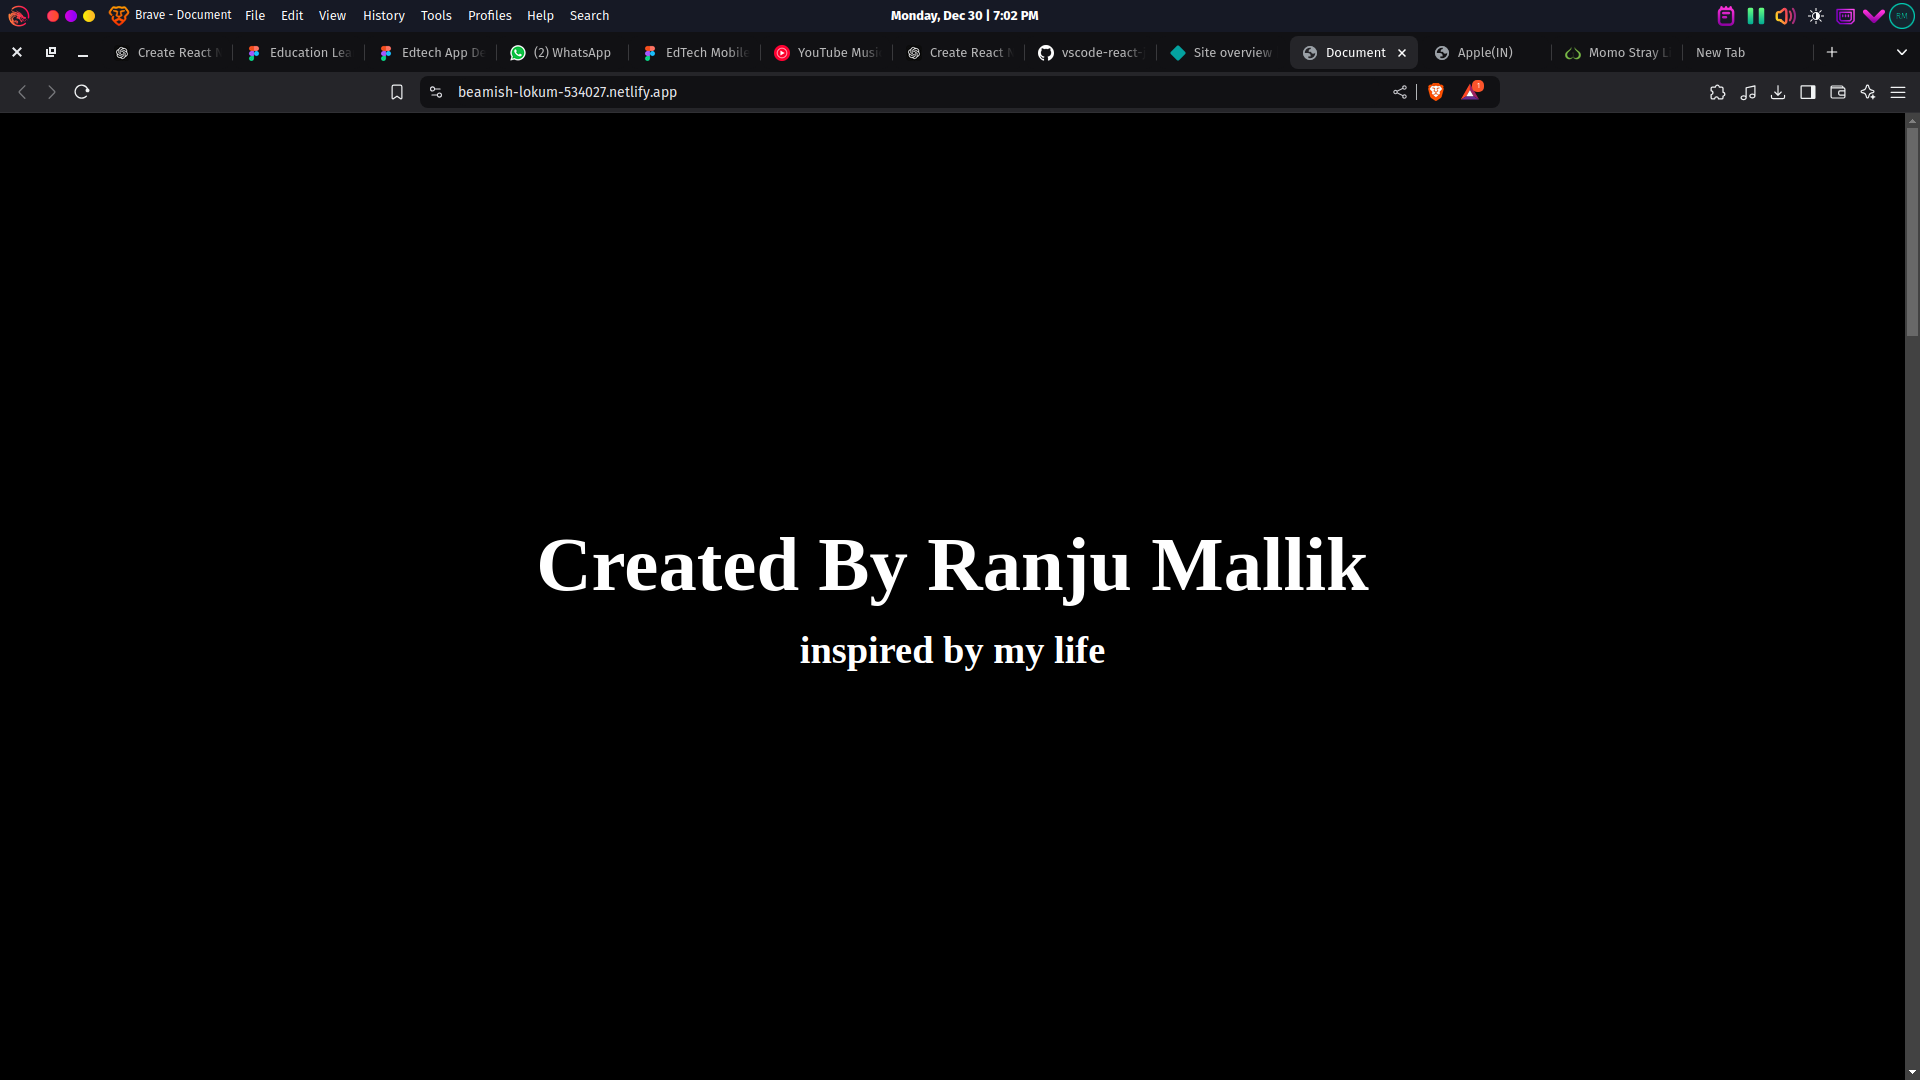 Brave - Document File Edit View History Tools Profiles Help Search Monday, Dec 30 | 7:02 PM RM
Create React Education Lea Edtech App De (2) WhatsApp EdTech Mobile YouTube Musi Create React vscode-react- Site overview Document Apple(IN) Momo Stray New Tab
beamish-lokum-534027.netlify.app 1
Created By Ranju Mallik
inspired by my life